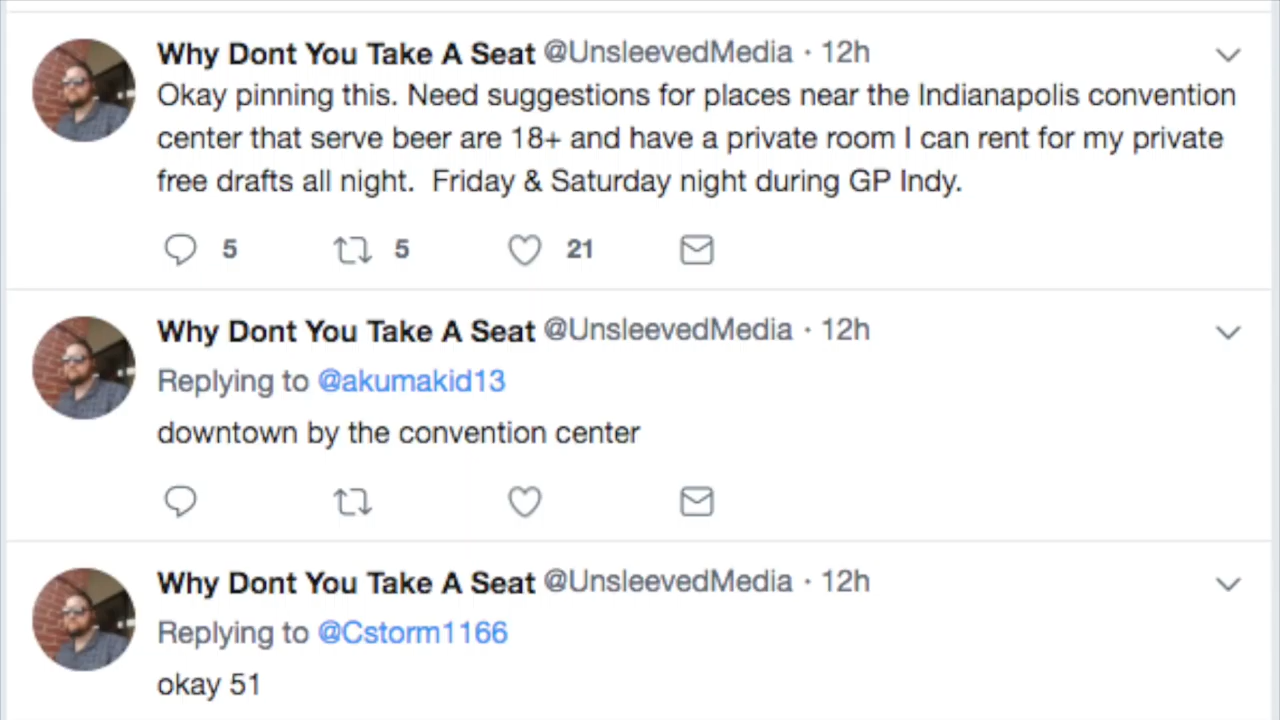 Why Dont You Take A Seat @UnsleevedMedia · 12h
Okay pinning this. Need suggestions for places near the Indianapolis convention
center that serve beer are 18+ and have a private room I can rent for my private
free drafts all night.  Friday & Saturday night during GP Indy.
5 5 21
Why Dont You Take A Seat @UnsleevedMedia · 12h
Replying to @akumakid13
downtown by the convention center
Why Dont You Take A Seat @UnsleevedMedia · 12h
Replying to @Cstorm1166
okay 51